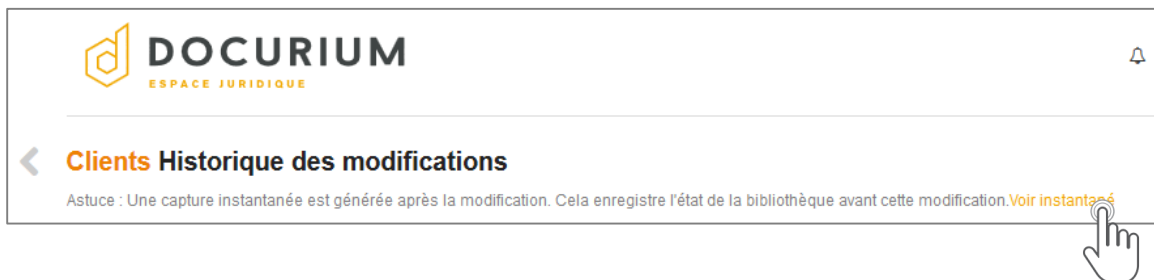 DOCURIUM
ESPACE JURIDIQUE
Clients Historique des modifications
Astuce : Une capture instantanée est générée après la modification. Cela enregistre l'état de la bibliothèque avant cette modification.Voir instantané